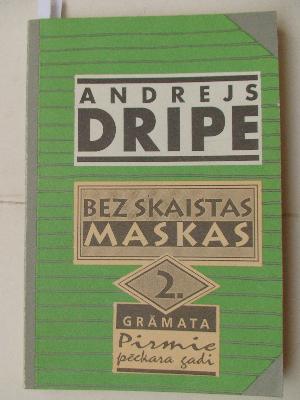 ANDREJS
DRIPE
BEZ SKAISTAS
MASKAS
2.
GRĀMATA
Pirmie
pēckara gadi